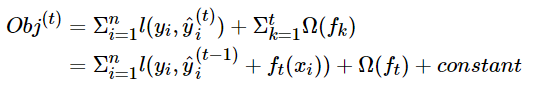 Obj^{(t)} = Σ_{i=1}^{n} l(y_i, ŷ_i^{(t)}) + Σ_{k=1}^{t} Ω(f_k)
= Σ_{i=1}^{n} l(y_i, ŷ_i^{(t-1)} + f_t(x_i)) + Ω(f_t) + constant